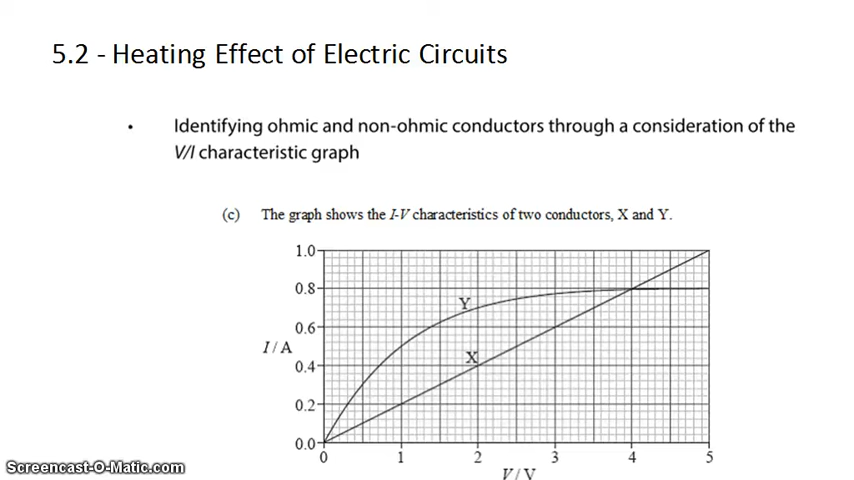 5.2 - Heating Effect of Electric Circuits
• Identifying ohmic and non-ohmic conductors through a consideration of the
V/I characteristic graph
(c) The graph shows the I-V characteristics of two conductors, X and Y.
1.0
0.8
Y
0.6
I / A
X
0.4
0.2
0.0
0 1 2 3 4 5
V / V
Screencast-O-Matic.com